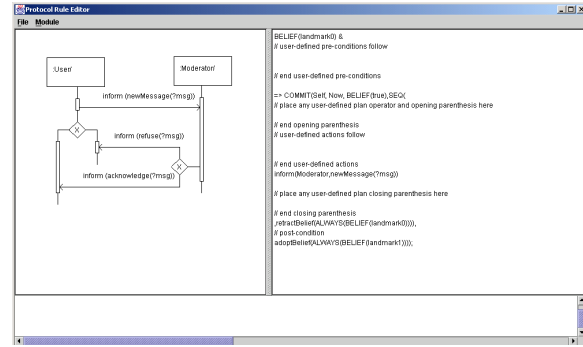 Protocol Rule Editor
File Module
:User/
:Moderator/
inform (newMessage(?msg))
X
inform (refuse(?msg))
X
inform (acknowledge(?msg))
BELIEF(landmark0) &
// user-defined pre-conditions follow
// end user-defined pre-conditions
=> COMMIT(Self, Now, BELIEF(true),SEQ(
// place any user-defined plan operator and opening parenthesis here
// end opening parenthesis
// user-defined actions follow
// end user-defined actions
inform(Moderator,newMessage(?msg))
// place any user-defined plan closing parenthesis here
// end closing parenthesis
,retractBelief(ALWAYS(BELIEF(landmark0)))),
// post-condition
adoptBelief(ALWAYS(BELIEF(landmark1))));